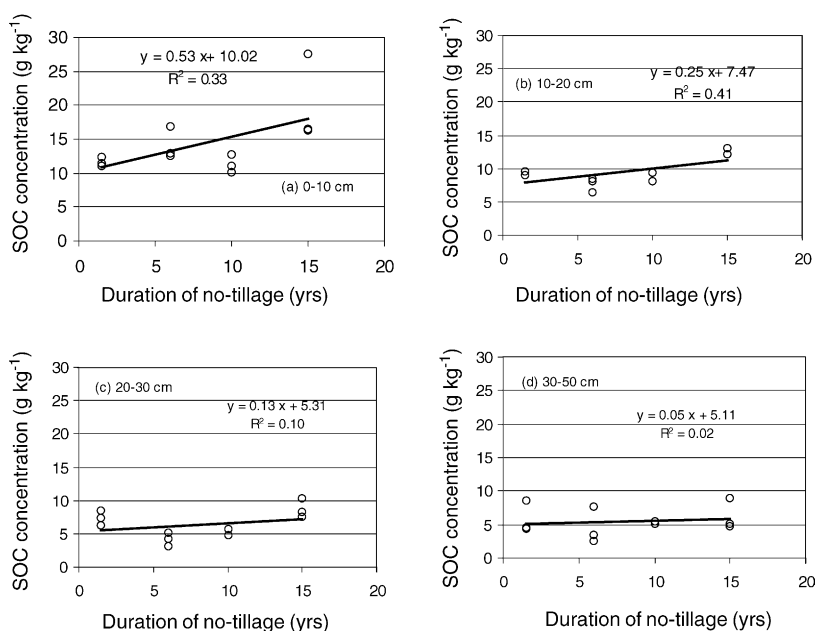 SOC concentration (g kg⁻¹)
30
25
20
15
10
5
0
y = 0.53 x+ 10.02
R² = 0.33
(a) 0-10 cm
0 5 10 15 20
Duration of no-tillage (yrs)
SOC concentration (g kg⁻¹)
30
25
20
15
10
5
0
(b) 10-20 cm
y = 0.25 x+ 7.47
R² = 0.41
0 5 10 15 20
Duration of no-tillage (yrs)
SOC concentration (g kg⁻¹)
30
25
20
15
10
5
0
(c) 20-30 cm
y = 0.13 x + 5.31
R² = 0.10
0 5 10 15 20
Duration of no-tillage (yrs)
SOC concentration (g kg⁻¹)
30
25
20
15
10
5
0
(d) 30-50 cm
y = 0.05 x + 5.11
R² = 0.02
0 5 10 15 20
Duration of no-tillage (yrs)